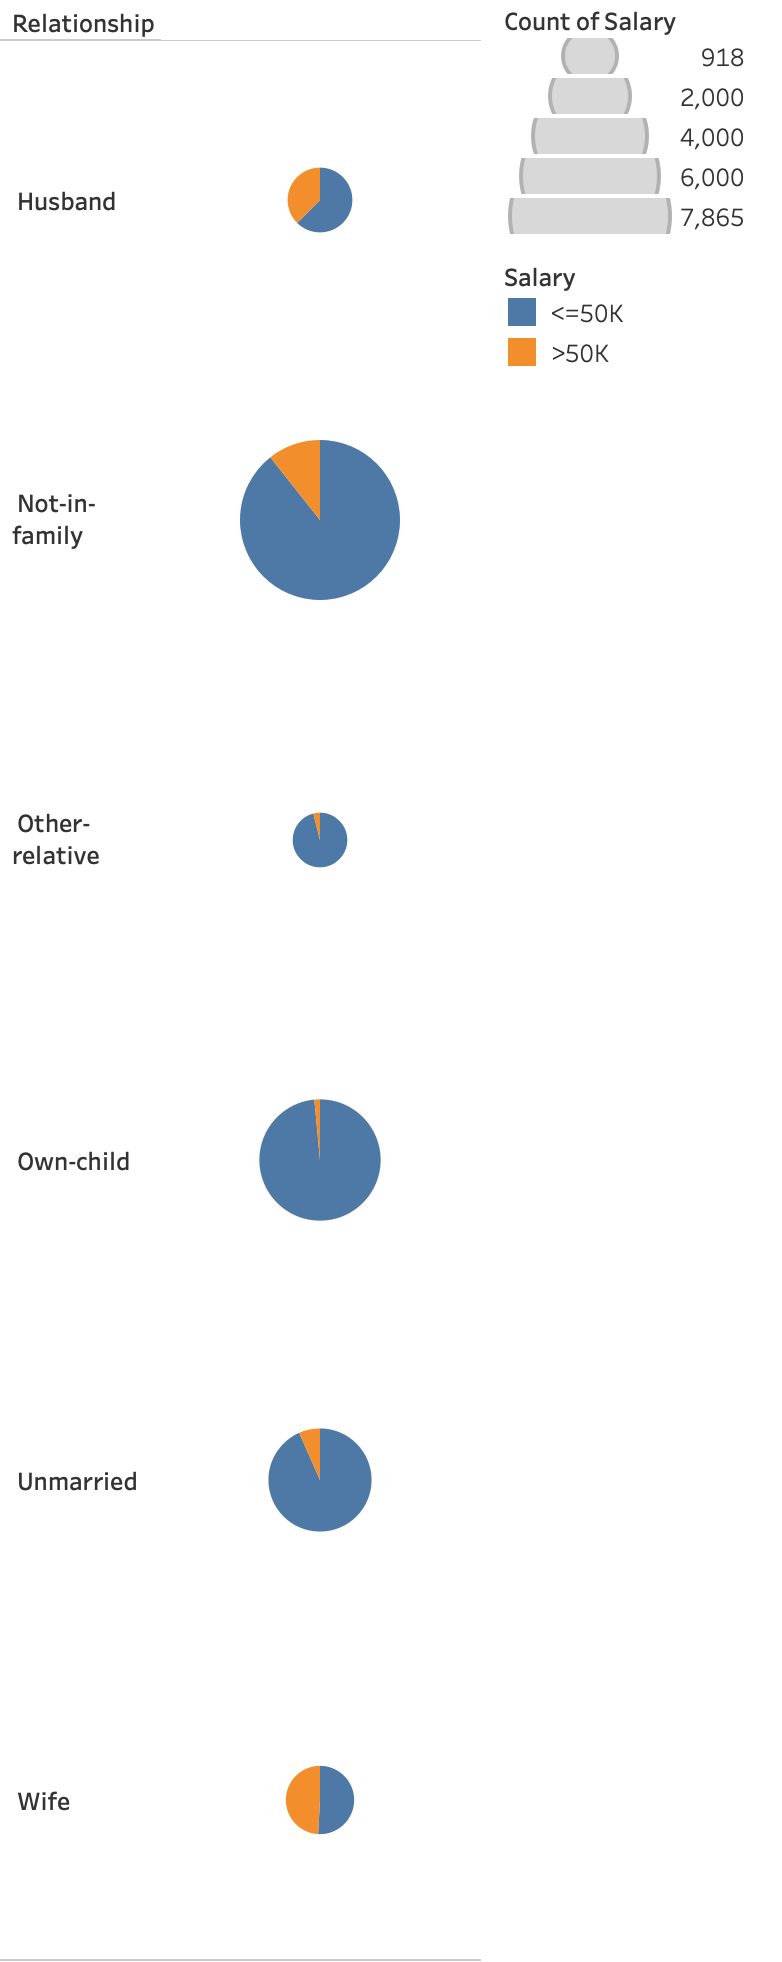 Relationship
Husband
Not-in-
family
Other-
relative
Own-child
Unmarried
Wife
Count of Salary
918
2,000
4,000
6,000
7,865
Salary
<=50K
>50K